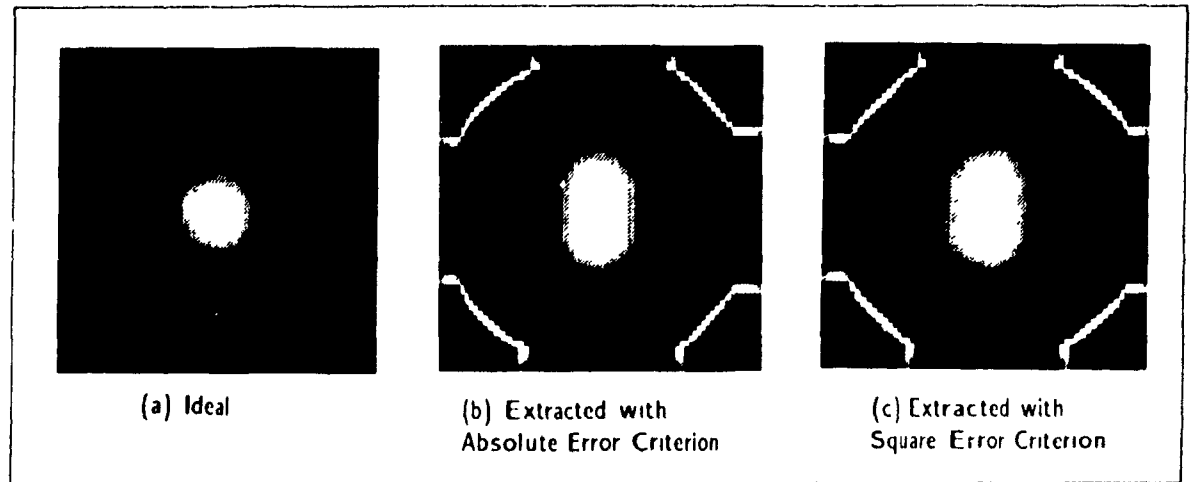 (a) Ideal
(b) Extracted with
Absolute Error Criterion
(c) Extracted with
Square Error Criterion